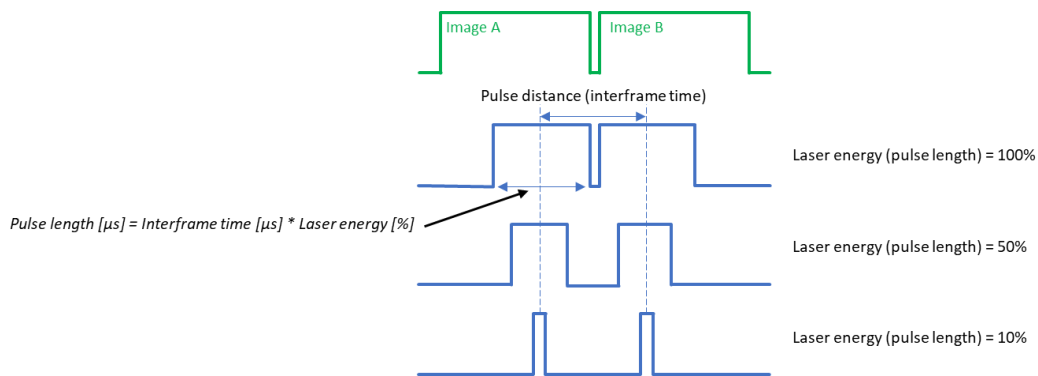 Image A
Image B
Pulse distance (interframe time)
Laser energy (pulse length) = 100%
Pulse length [µs] = Interframe time [µs] * Laser energy [%]
Laser energy (pulse length) = 50%
Laser energy (pulse length) = 10%